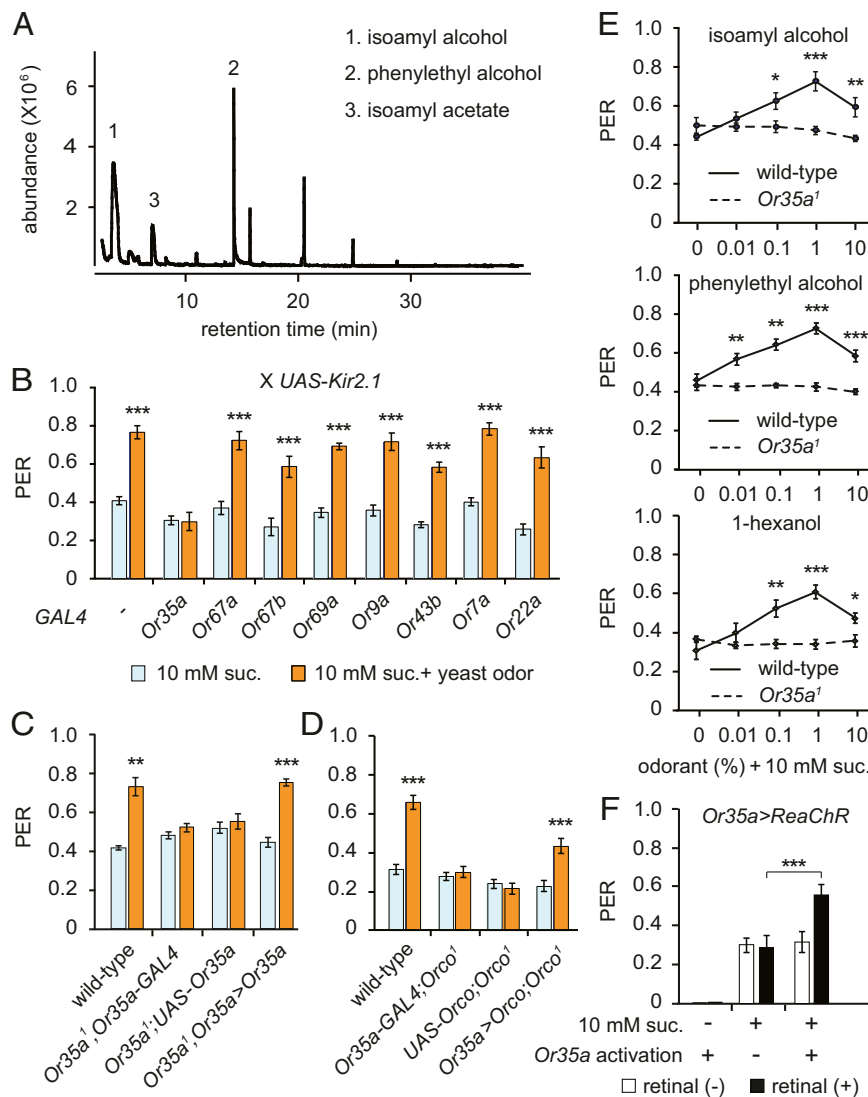 A
abundance (X10⁶)
6
4
2
1
2
3
1. isoamyl alcohol
2. phenylethyl alcohol
3. isoamyl acetate
10 20 30
retention time (min)
B
X UAS-Kir2.1
PER
1.0
0.8
0.6
0.4
0.2
0
*** *** *** *** *** *** *** ***
GAL4 - Or35a Or67a Or67b Or69a Or9a Or43b Or7a Or22a
10 mM suc. 10 mM suc.+ yeast odor
C
PER
1.0
0.8
0.6
0.4
0.2
0
** ***
wild-type
Or35a¹, Or35a-GAL4
Or35a¹;UAS-Or35a
Or35a¹, Or35a>Or35a
D
1.0
0.8
0.6
0.4
0.2
0
*** ***
wild-type
Or35a-GAL4;Orco¹
UAS-Orco;Orco¹
Or35a>Orco;Orco¹
E
isoamyl alcohol
PER
1.0
0.8
0.6
0.4
0
* *** **
wild-type
Or35a¹
0 0.01 0.1 1 10
phenylethyl alcohol
PER
1.0
0.8
0.6
0.4
0
** ** *** ***
wild-type
Or35a¹
0 0.01 0.1 1 10
1-hexanol
PER
1.0
0.8
0.6
0.4
0
** *** *
wild-type
Or35a¹
0 0.01 0.1 1 10
odorant (%) + 10 mM suc.
F
Or35a>ReaChR
PER
1.0
0.8
0.6
0.4
0.2
0
***
10 mM suc. - + +
Or35a activation + - +
retinal (-) retinal (+)